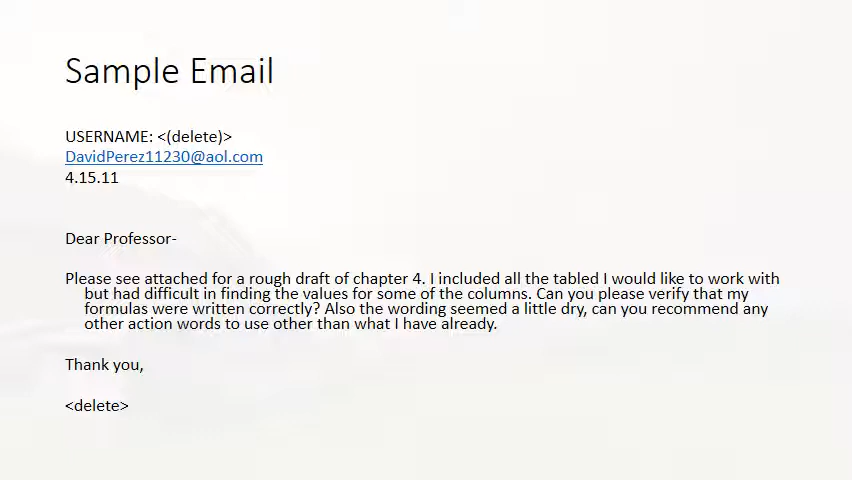 Sample Email
USERNAME: <(delete)>
DavidPerez11230@aol.com
4.15.11
Dear Professor-
Please see attached for a rough draft of chapter 4. I included all the tabled I would like to work with
but had difficult in finding the values for some of the columns. Can you please verify that my
formulas were written correctly? Also the wording seemed a little dry, can you recommend any
other action words to use other than what I have already.
Thank you,
<delete>